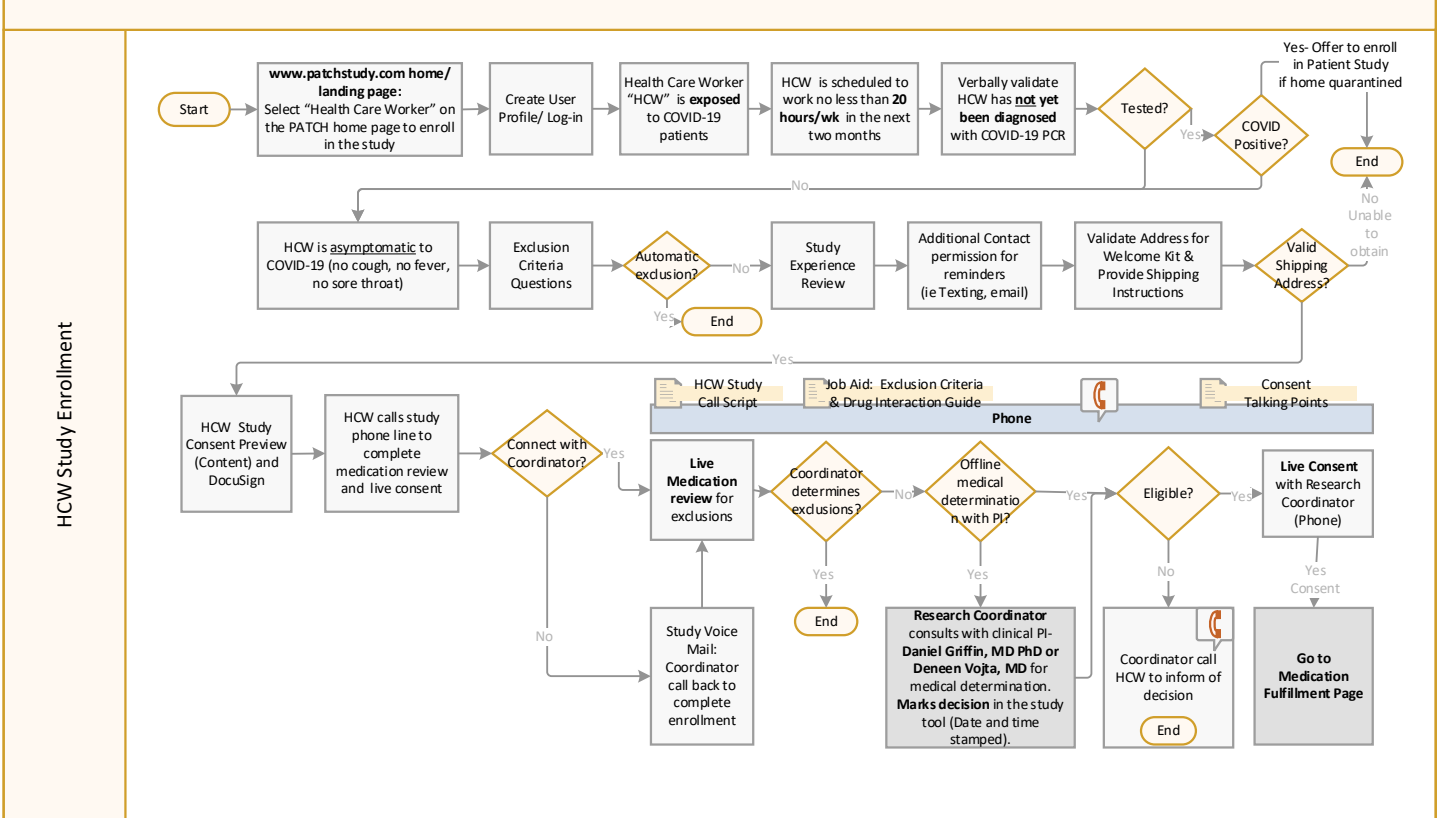 HCW Study Enrollment
Start
www.patchstudy.com home/
landing page:
Select “Health Care Worker” on
the PATCH home page to enroll
in the study
Create User
Profile/ Log-in
Health Care Worker
“HCW” is exposed
to COVID-19
patients
HCW is scheduled to
work no less than 20
hours/wk in the next
two months
Verbally validate
HCW has not yet
been diagnosed
with COVID-19 PCR
Tested?
Yes
COVID
Positive?
Yes- Offer to enroll
in Patient Study
if home quarantined
End
No
HCW is asymptomatic to
COVID-19 (no cough, no fever,
no sore throat)
Exclusion
Criteria
Questions
Automatic
exclusion?
Yes
End
No
Study
Experience
Review
Additional Contact
permission for
reminders
(ie Texting, email)
Validate Address for
Welcome Kit &
Provide Shipping
Instructions
Valid
Shipping
Address?
No
Unable
to
obtain
Yes
HCW Study
Consent Preview
(Content) and
DocuSign
HCW calls study
phone line to
complete
medication review
and live consent
Connect with
Coordinator?
Yes
No
HCW Study
Call Script
Job Aid: Exclusion Criteria
& Drug Interaction Guide
Consent
Talking Points
Phone
Live
Medication
review for
exclusions
Study Voice
Mail:
Coordinator
call back to
complete
enrollment
Coordinator
determines
exclusions?
Yes
End
No
Offline
medical
determinatio
n with PI?
Yes
Yes
Research Coordinator
consults with clinical PI-
Daniel Griffin, MD PhD or
Deneen Vojta, MD for
medical determination.
Marks decision in the study
tool (Date and time
stamped).
Eligible?
No
Coordinator call
HCW to inform of
decision
End
Yes
Live Consent
with Research
Coordinator
(Phone)
Yes
Consent
Go to
Medication
Fulfillment Page